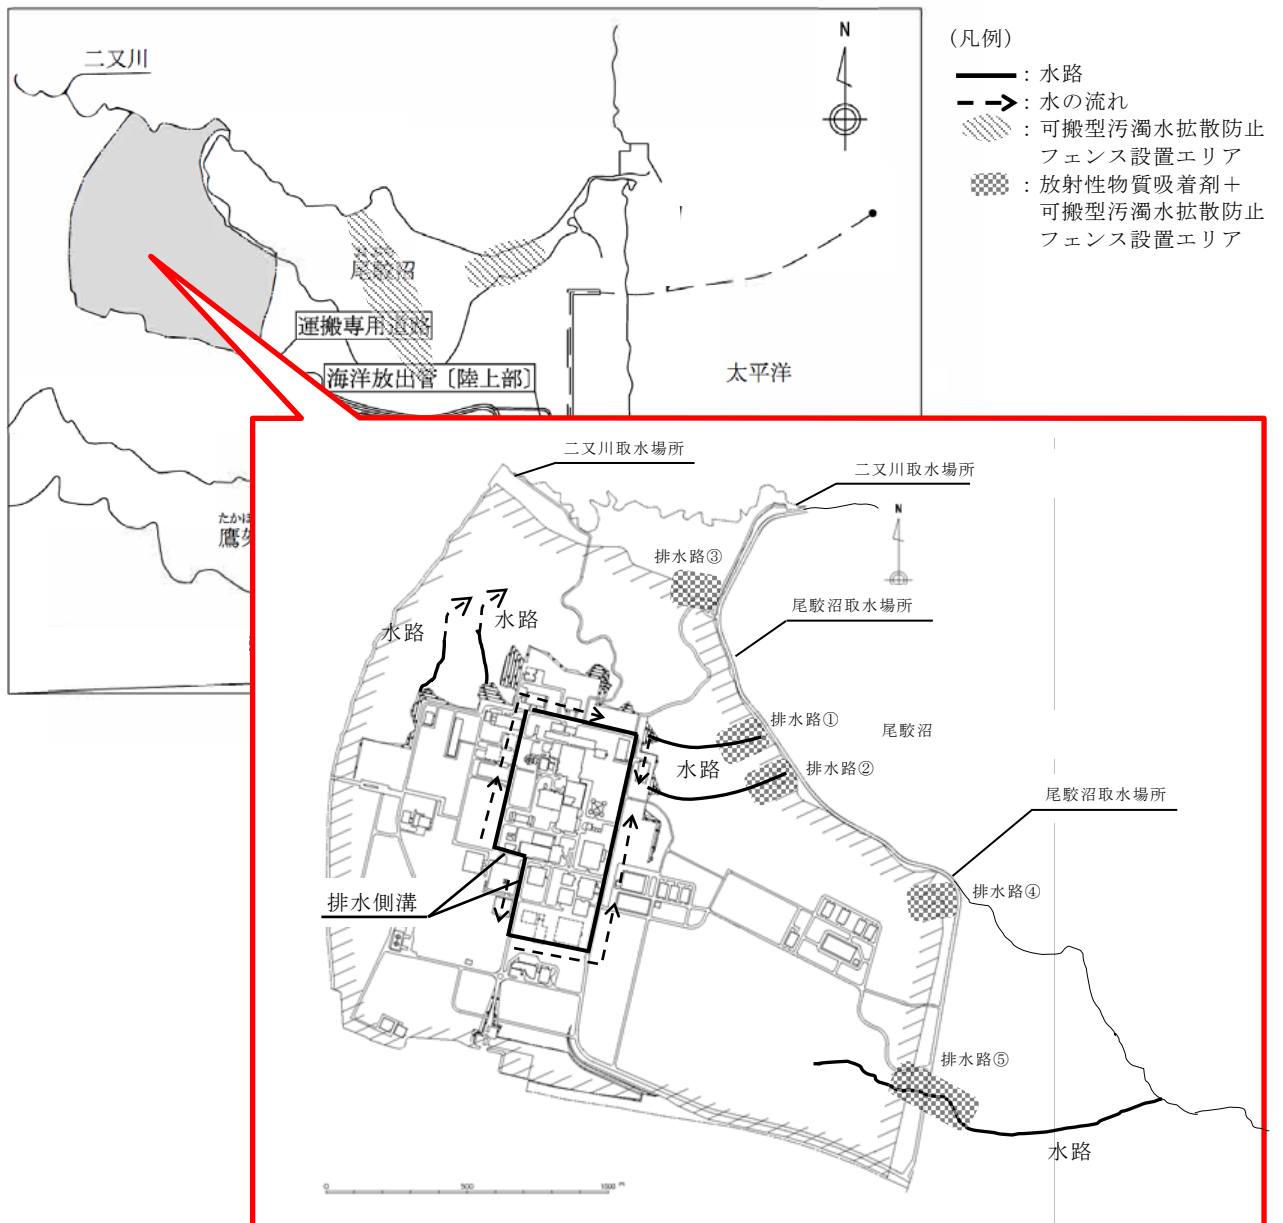 二又川
N
(凡例)
: 水路
: 水の流れ
: 可搬型汚濁水拡散防止
フェンス設置エリア
: 放射性物質吸着剤＋
可搬型汚濁水拡散防止
フェンス設置エリア
尾駮沼
運搬専用道路
海洋放出管〔陸上部〕
太平洋
二又川取水場所
二又川取水場所
N
排水路③
尾駮沼取水場所
水路
水路
排水路①
尾駮沼
水路
排水路②
尾駮沼取水場所
排水側溝
排水路④
排水路⑤
水路
0 500 1000 m